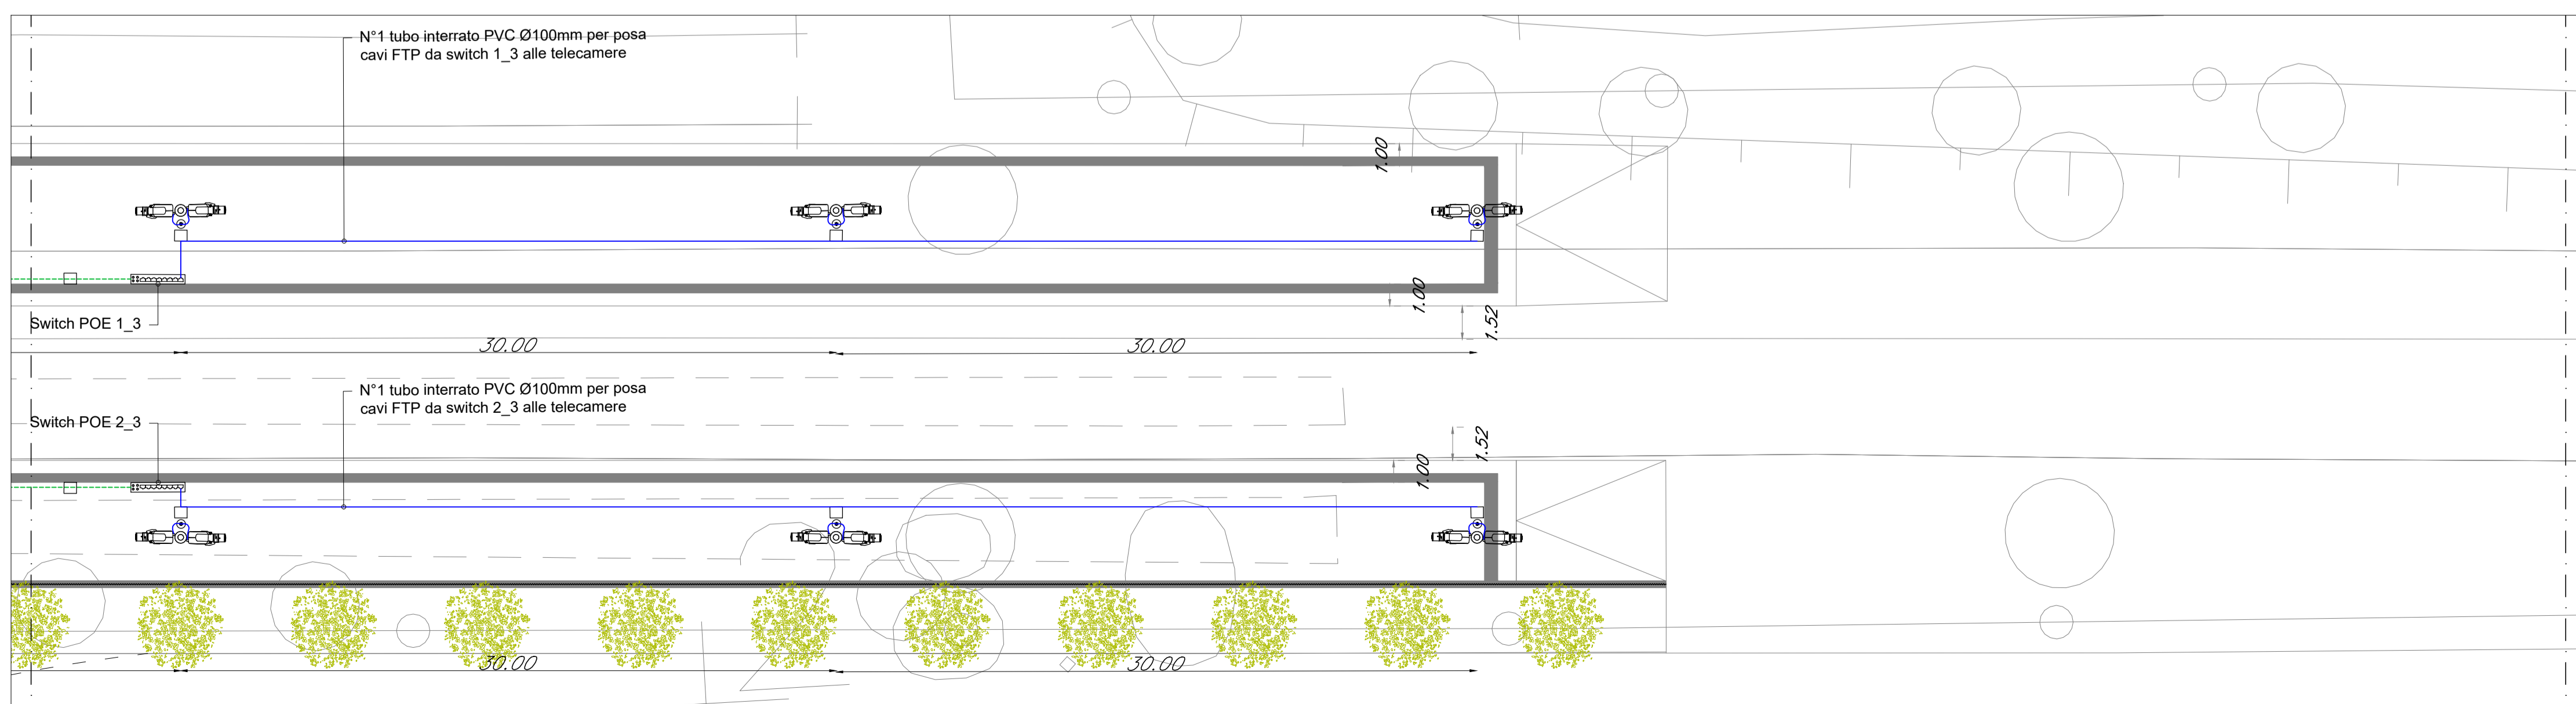 N°1 tubo interrato PVC Ø100mm per posa
cavi FTP da switch 1_3 alle telecamere
1.00
1.00
1.52
Switch POE 1_3
30.00
30.00
N°1 tubo interrato PVC Ø100mm per posa
cavi FTP da switch 2_3 alle telecamere
Switch POE 2_3
1.52
1.00
30.00
30.00